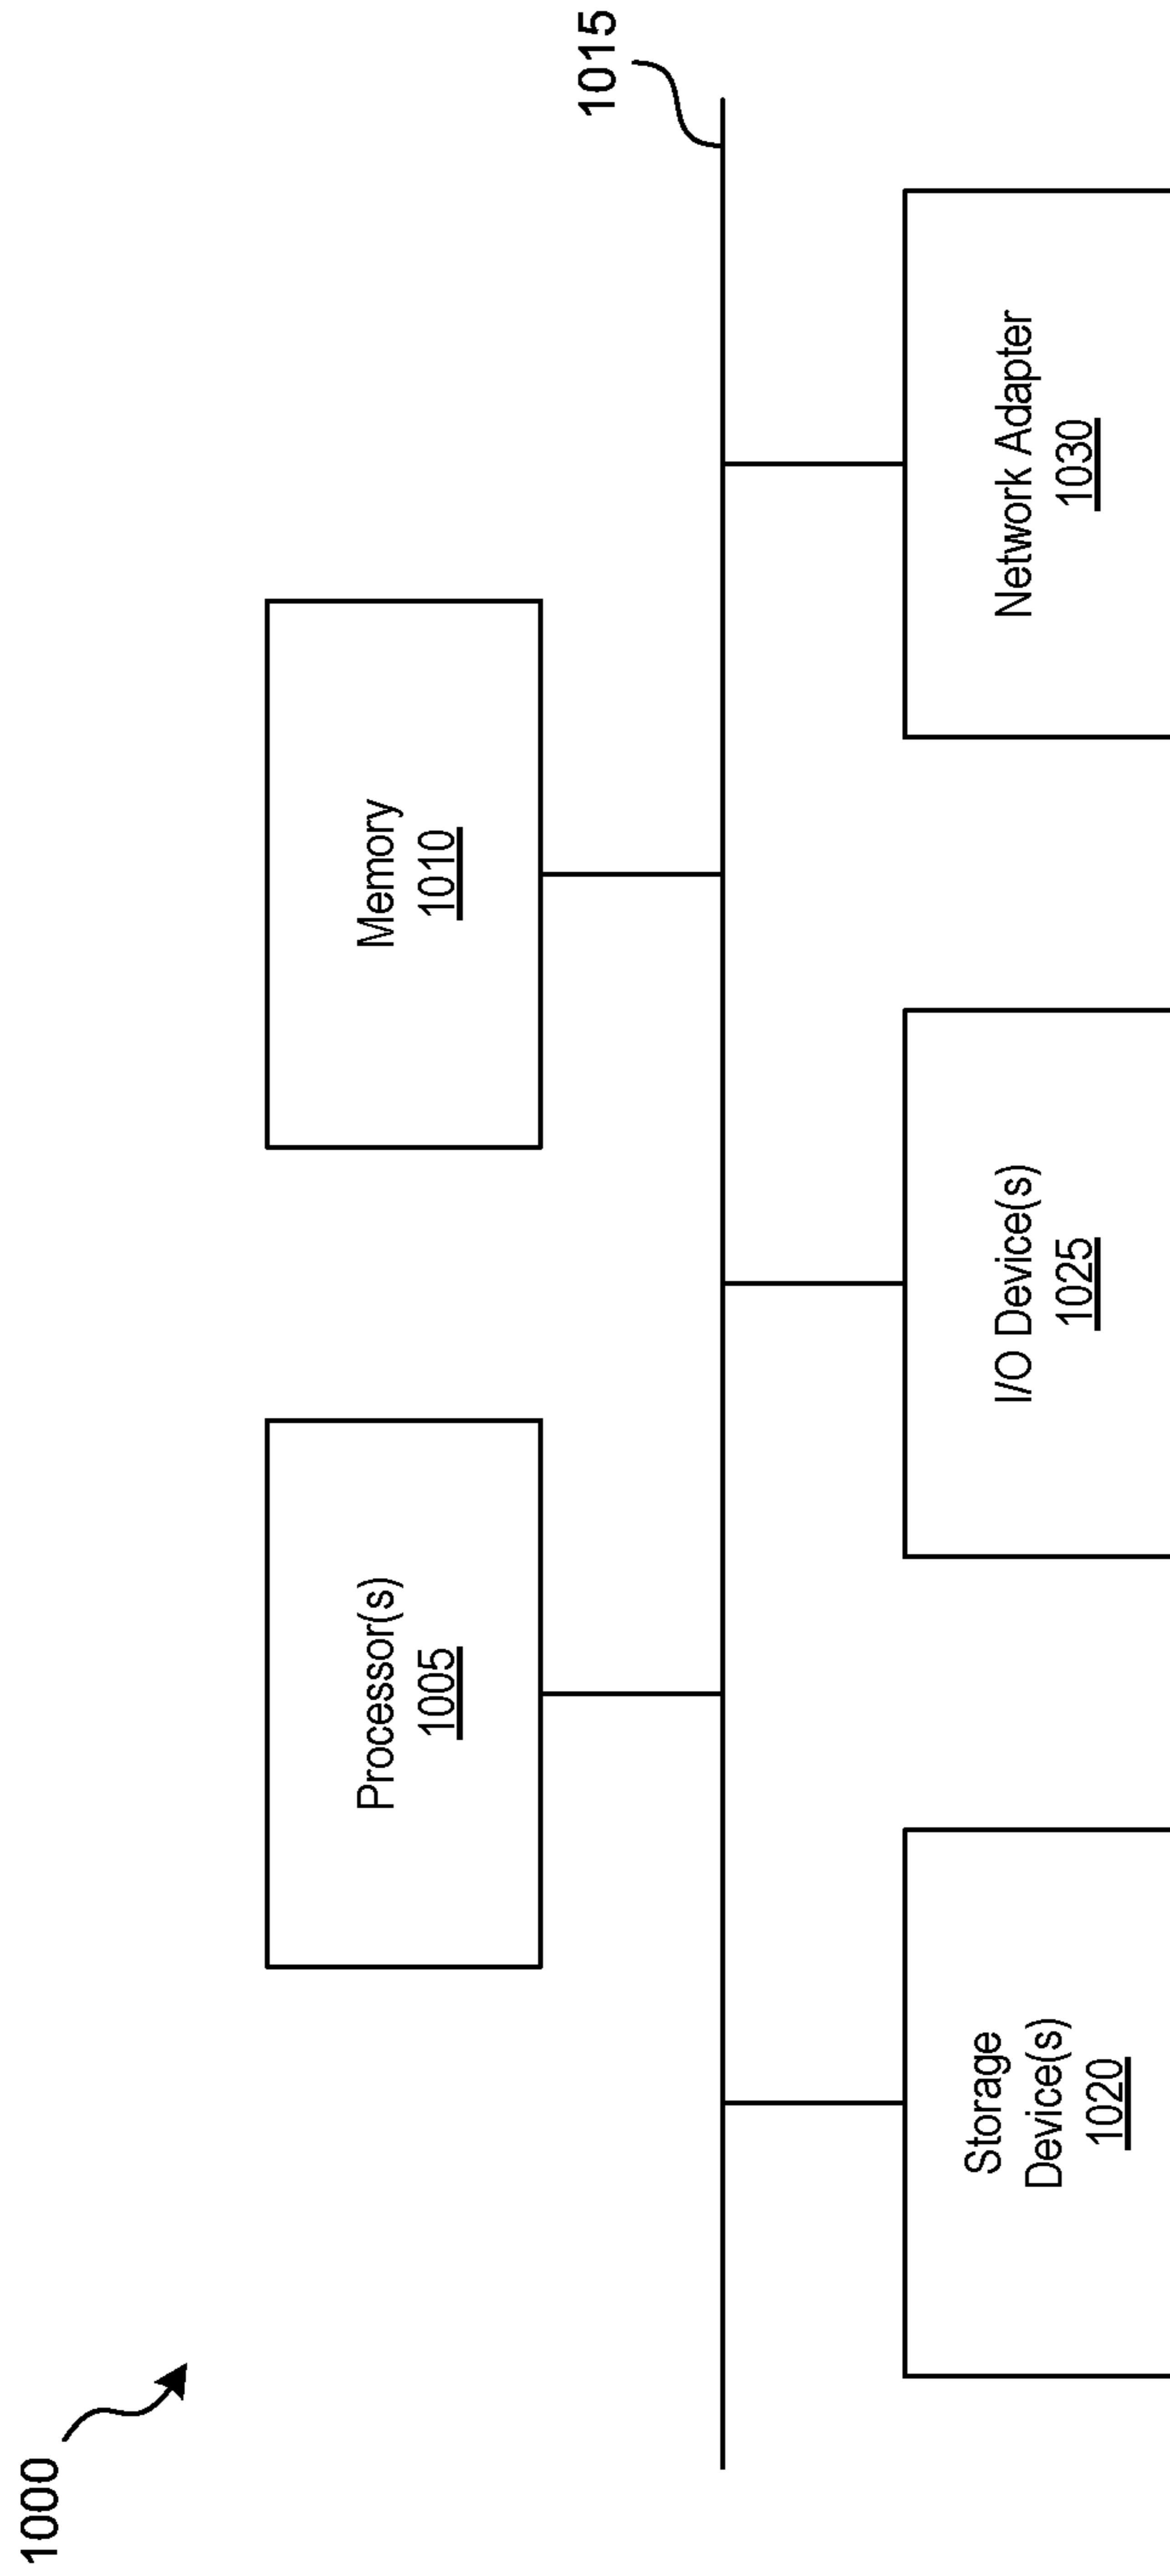 1000
1015
Processor(s)
1005
Memory
1010
Storage
Device(s)
1020
I/O Device(s)
1025
Network Adapter
1030